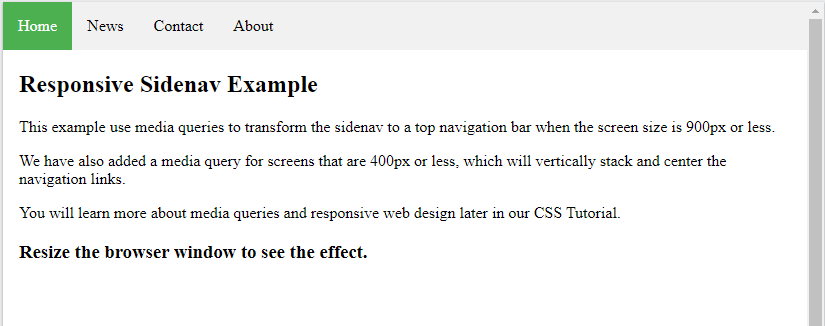 Home News Contact About
Responsive Sidenav Example
This example use media queries to transform the sidenav to a top navigation bar when the screen size is 900px or less.
We have also added a media query for screens that are 400px or less, which will vertically stack and center the
navigation links.
You will learn more about media queries and responsive web design later in our CSS Tutorial.
Resize the browser window to see the effect.